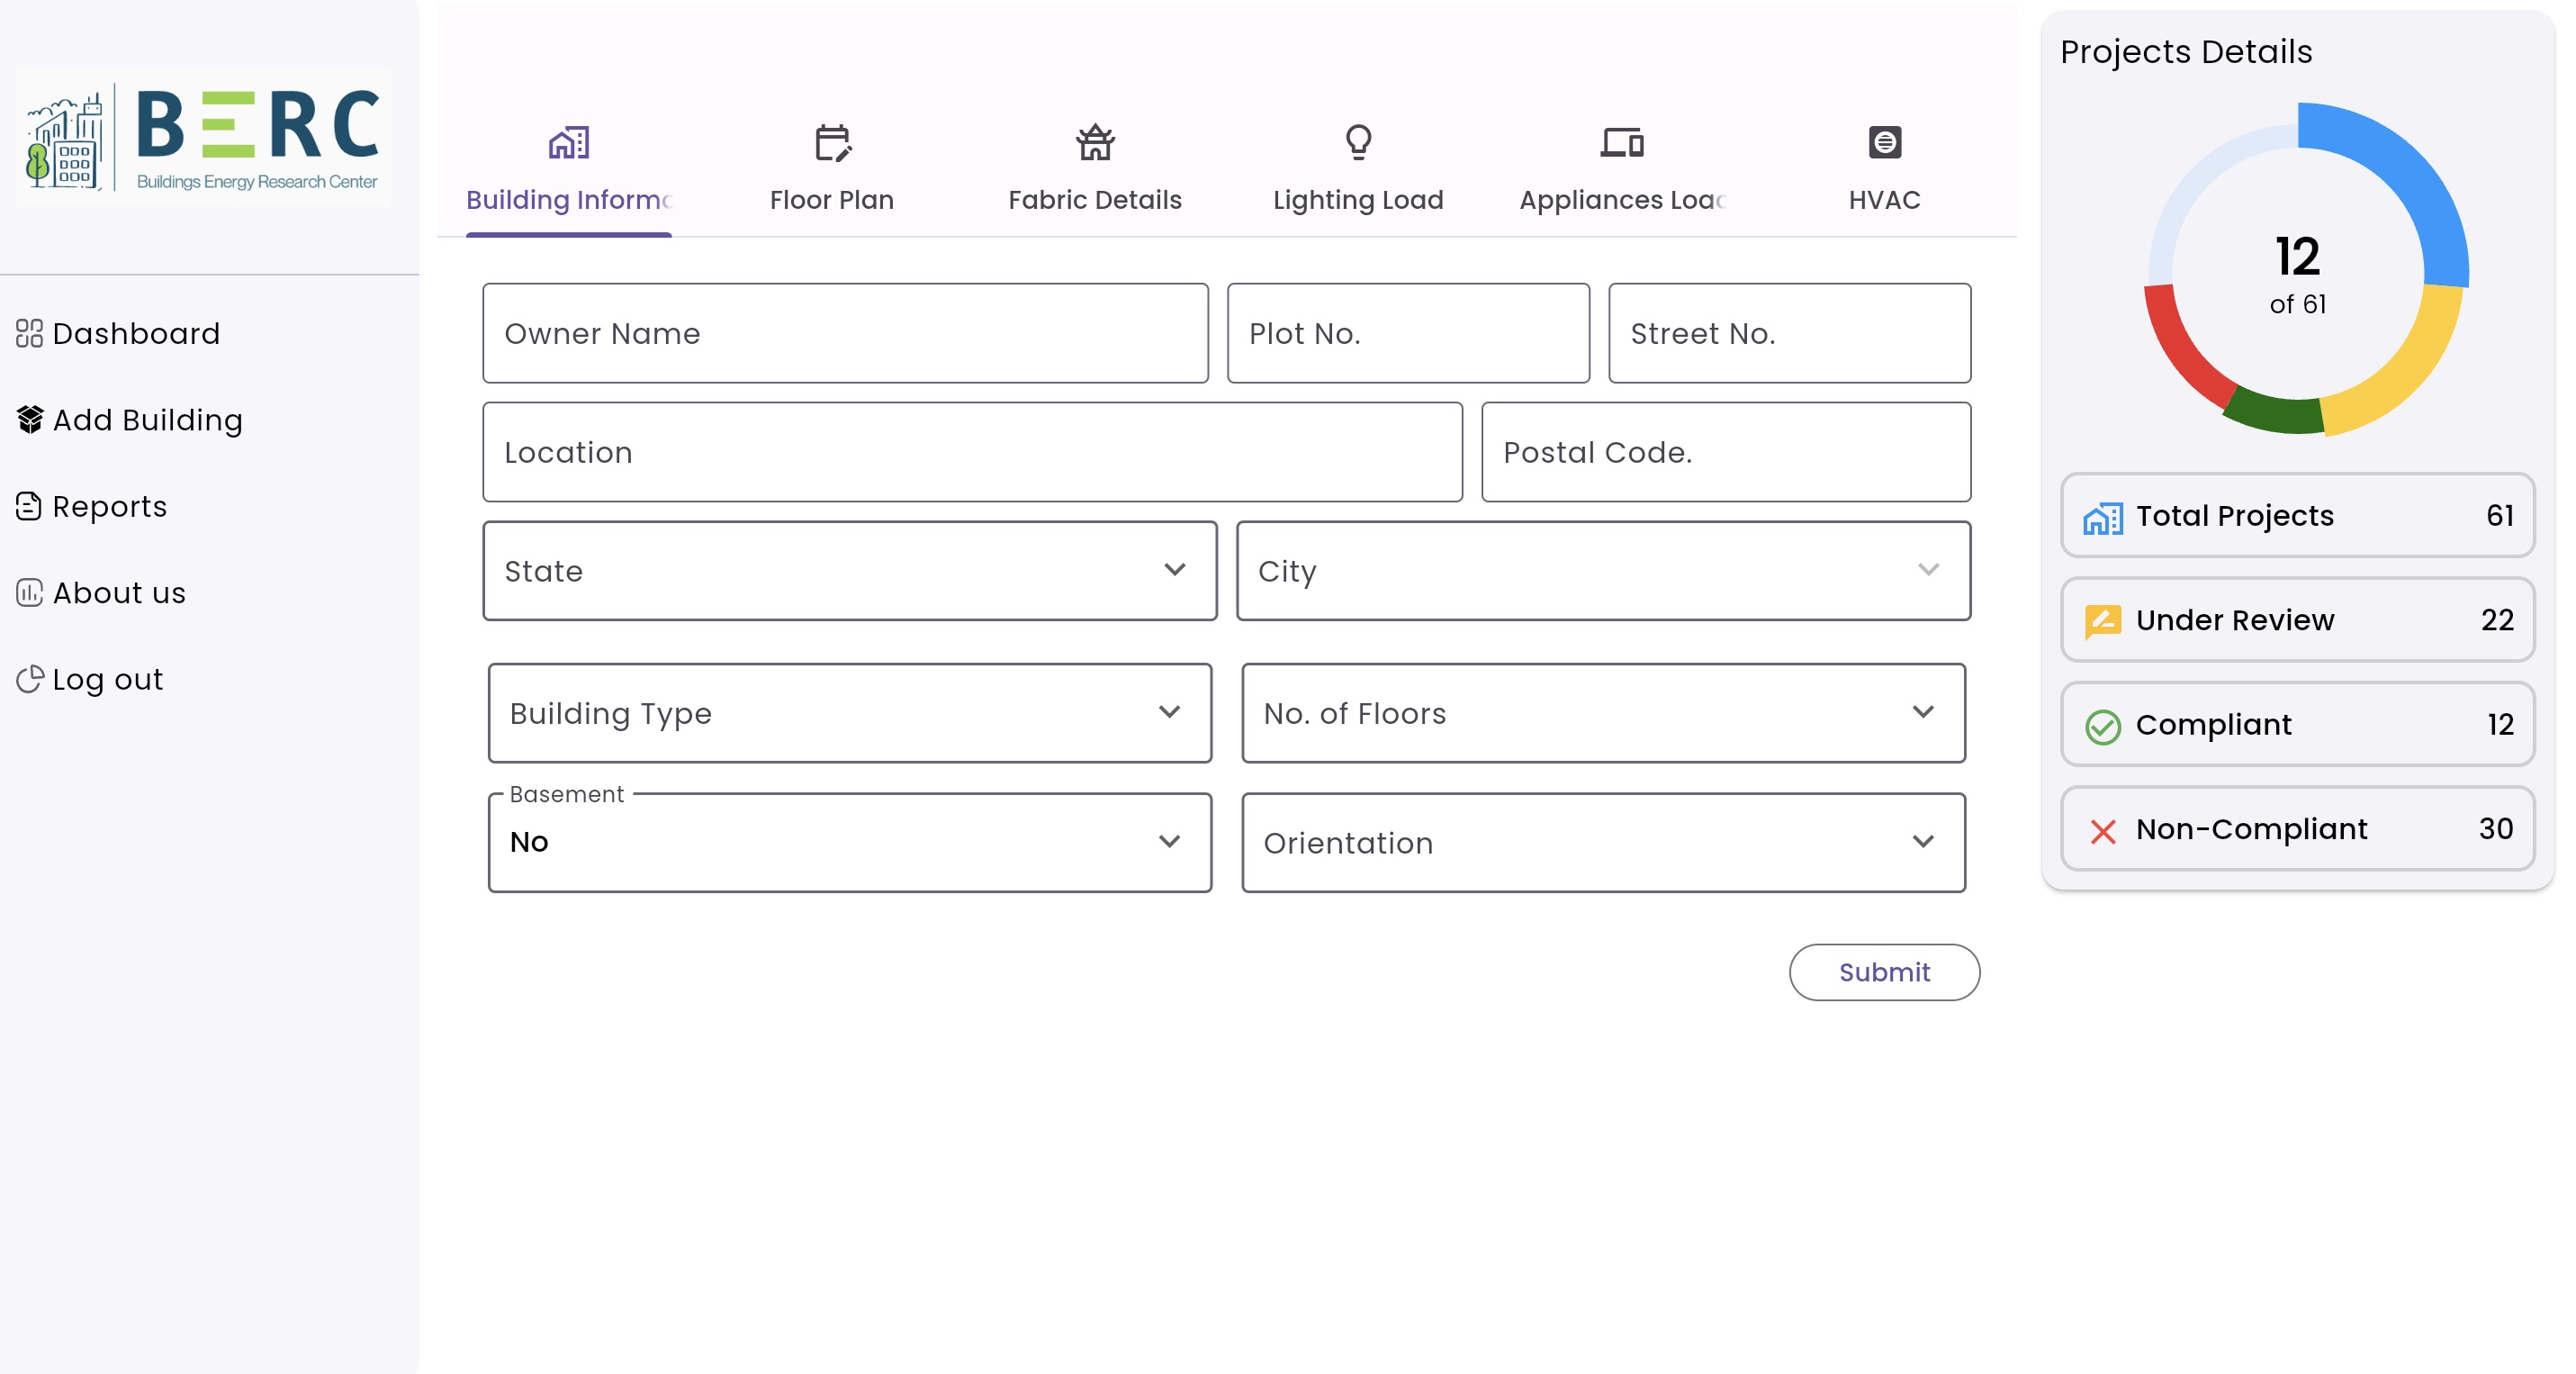 BERC
Buildings Energy Research Center
Dashboard
Add Building
Reports
About us
Log out
Building Informa
Floor Plan
Fabric Details
Lighting Load
Appliances Load
HVAC
Owner Name
Plot No.
Street No.
Location
Postal Code.
State
City
Building Type
No. of Floors
Basement
No
Orientation
Submit
Projects Details
12
of 61
Total Projects 61
Under Review 22
Compliant 12
Non-Compliant 30